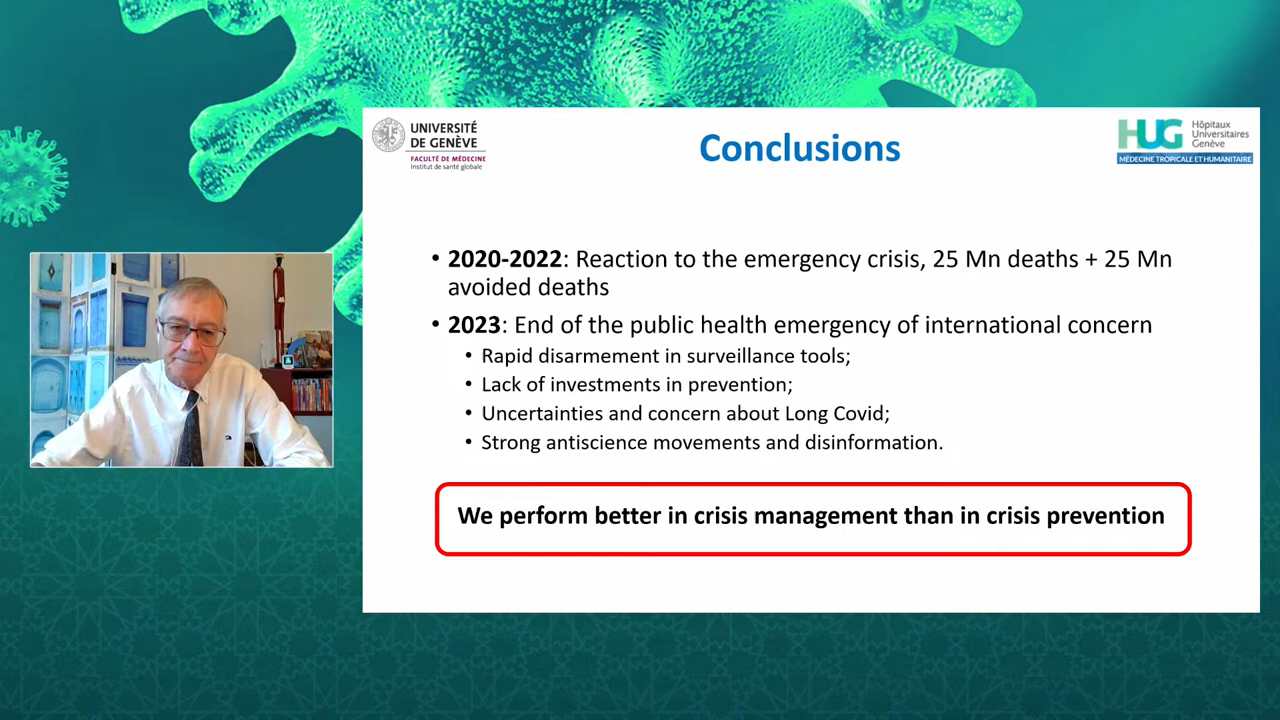 UNIVERSITÉ
DE GENÈVE
FACULTÉ DE MÉDECINE
Institut de santé globale
Conclusions
HUG
Hôpitaux
Universitaires
Genève
MÉDECINE TROPICALE ET HUMANITAIRE
• 2020-2022: Reaction to the emergency crisis, 25 Mn deaths + 25 Mn
avoided deaths
• 2023: End of the public health emergency of international concern
• Rapid disarmement in surveillance tools;
• Lack of investments in prevention;
• Uncertainties and concern about Long Covid;
• Strong antiscience movements and disinformation.
We perform better in crisis management than in crisis prevention